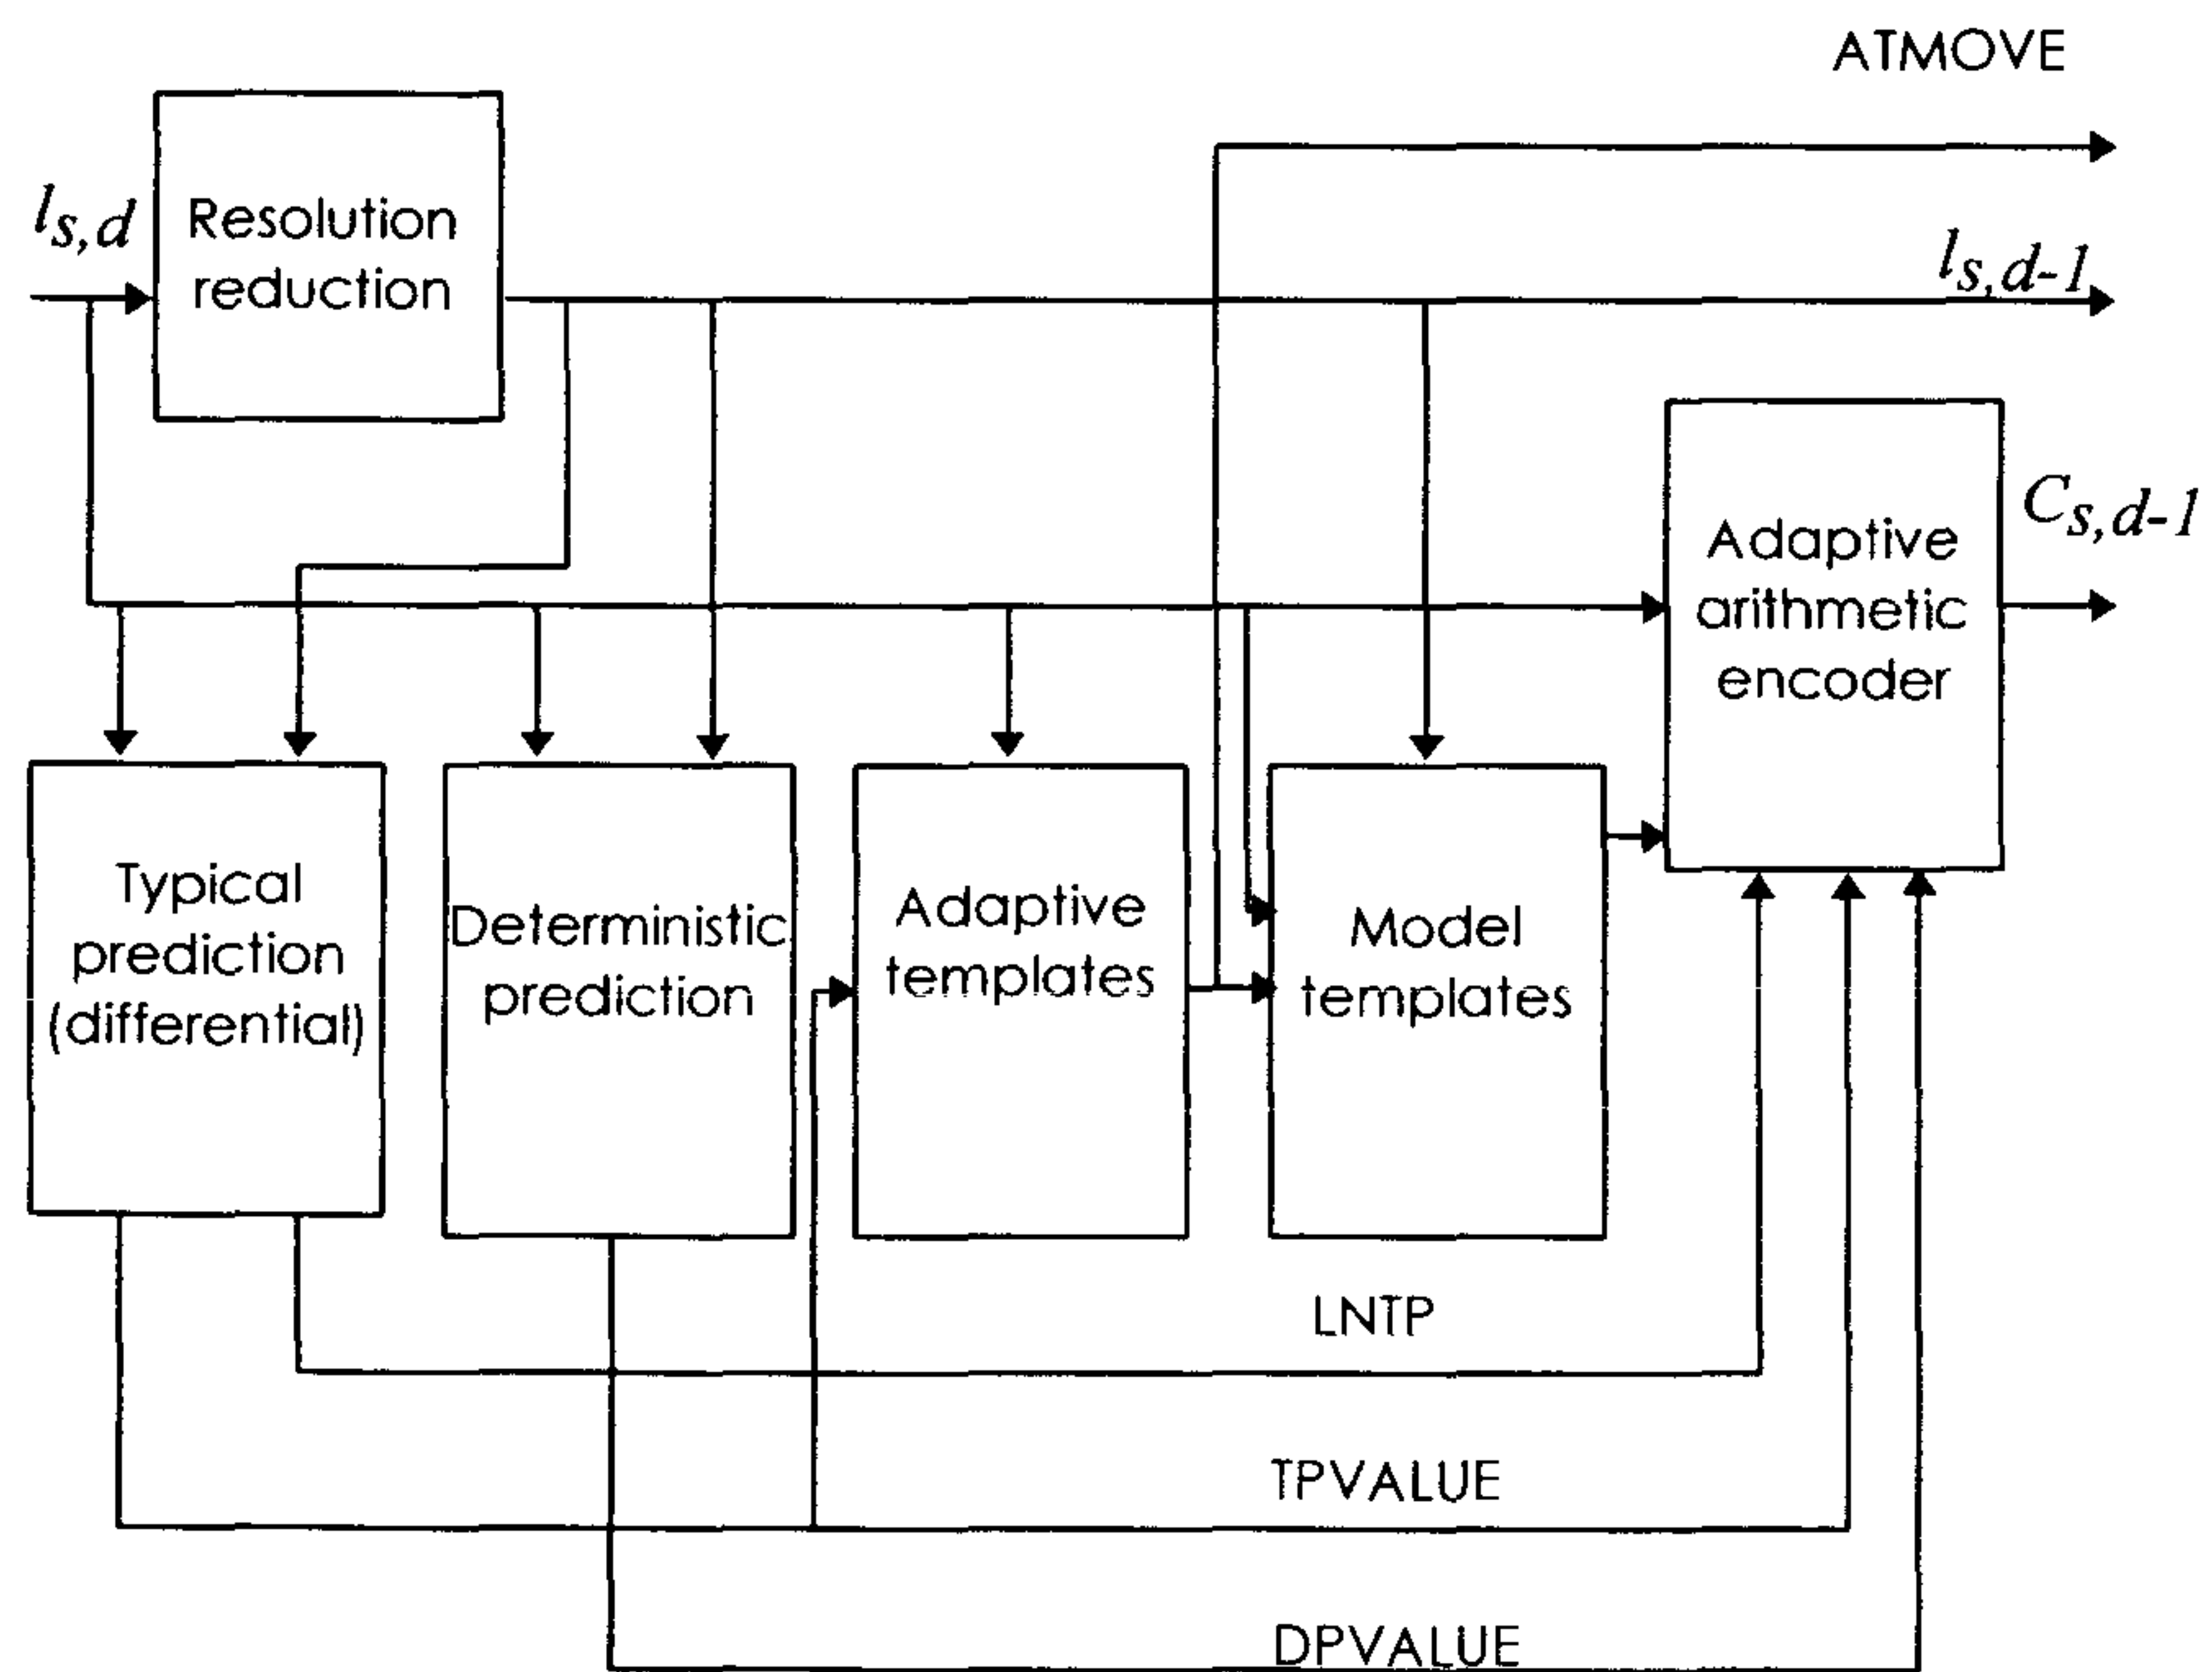 ATMOVE
Is,d
Resolution
reduction
Is,d-1
Adaptive
arithmetic
encoder
Cs,d-1
Typical
prediction
(differential)
Deterministic
prediction
Adaptive
templates
Model
templates
LNTP
TPVALUE
DPVALUE